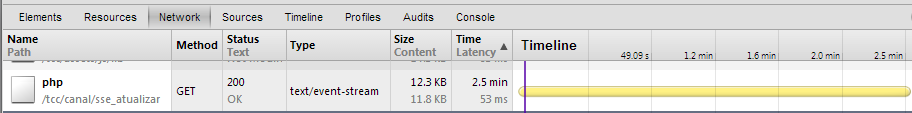 Elements Resources Network Sources Timeline Profiles Audits Console
Name Method Status Type Size Time Timeline
Path Text Content Latency ▲ 49.09 s 1.2 min 1.6 min 2.0 min 2.5 min
php GET 200 text/event-stream 12.3 KB 2.5 min
/tcc/canal/sse_atualizar OK 11.8 KB 53 ms